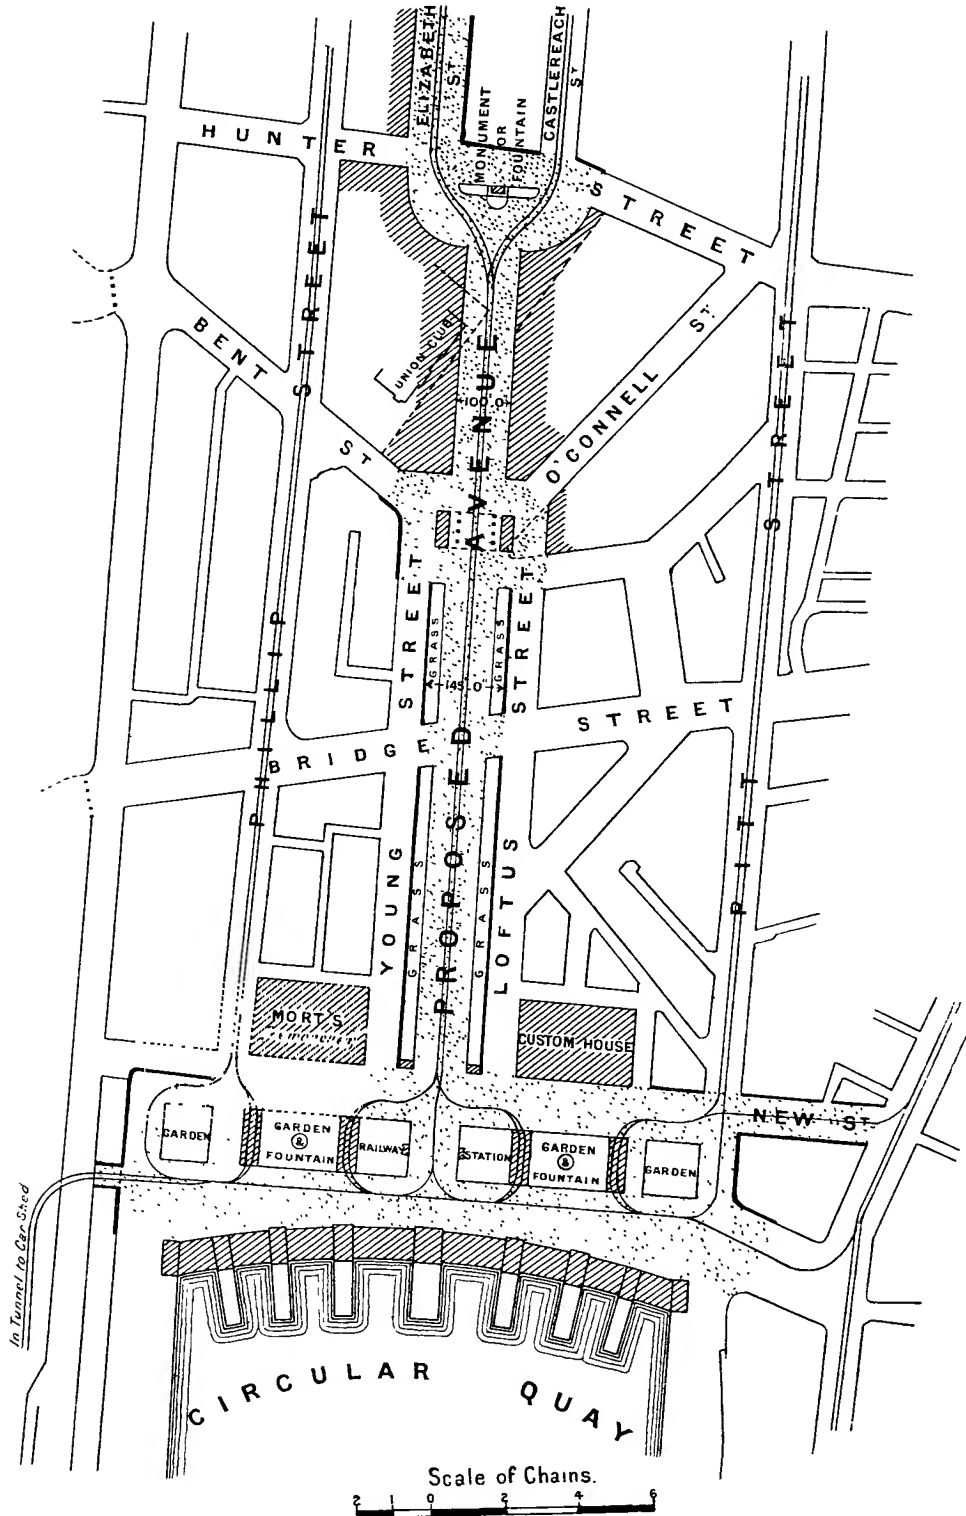 ELIZABETH ST
CASTLEREACH ST
MONUMENT
OR
FOUNTAIN
HUNTER STREET
BENT ST
UNION CLUB
O'CONNELL ST
100.0
PHILLIP STREET
PITT STREET
PROPOSED AVENUE
YOUNG STREET
LOFTUS STREET
GRASS
GRASS
145.0
BRIDGE STREET
GRASS
GRASS
MORT'S
CUSTOM HOUSE
NEW ST
GARDEN
GARDEN
&
FOUNTAIN
RAILWAY
STATION
GARDEN
&
FOUNTAIN
GARDEN
In Tunnel to Car Shed
CIRCULAR QUAY
Scale of Chains.
2 1 0 2 4 6